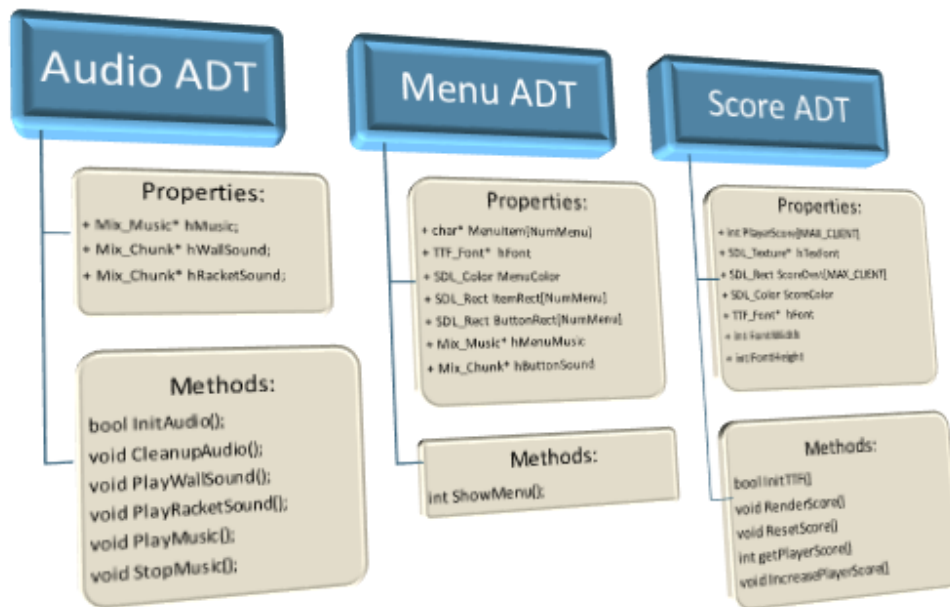 Audio ADT
Properties:
+ Mix_Music* hMusic;
+ Mix_Chunk* hWallSound;
+ Mix_Chunk* hRacketSound;
Methods:
bool InitAudio();
void CleanupAudio();
void PlayWallSound();
void PlayRacketSound();
void PlayMusic();
void StopMusic();
Menu ADT
Properties:
+ char* MenuItem[NumMenu]
+ TTF_Font* hFont
+ SDL_Color MenuColor
+ SDL_Rect ItemRect[NumMenu]
+ SDL_Rect ButtonRect[NumMenu]
+ Mix_Music* hMenuMusic
+ Mix_Chunk* hButtonSound
Methods:
int ShowMenu();
Score ADT
Properties:
+ int PlayerScore[MAX_CLIENT]
+ SDL_Texture* hTexFont
+ SDL_Rect [MAX_CLIENT]
+ SDL_Color ScoreColor
+ TTF_Font* hFont
+ int FontWidth
+ int FontHeight
Methods:
bool InitTTF()
void RenderScore()
void ResetScore()
int getPlayerScore()
void IncreasePlayerScore()